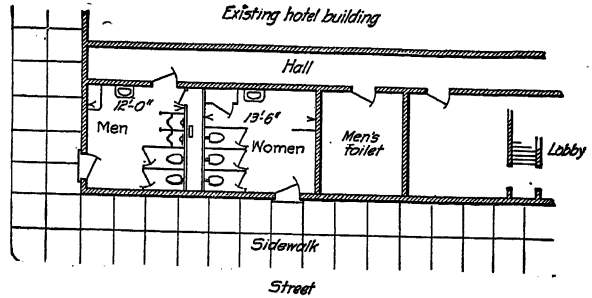 Existing hotel building
Hall
12'-0"
13'-6"
Men
Women
Men's
toilet
Lobby
Sidewalk
Street